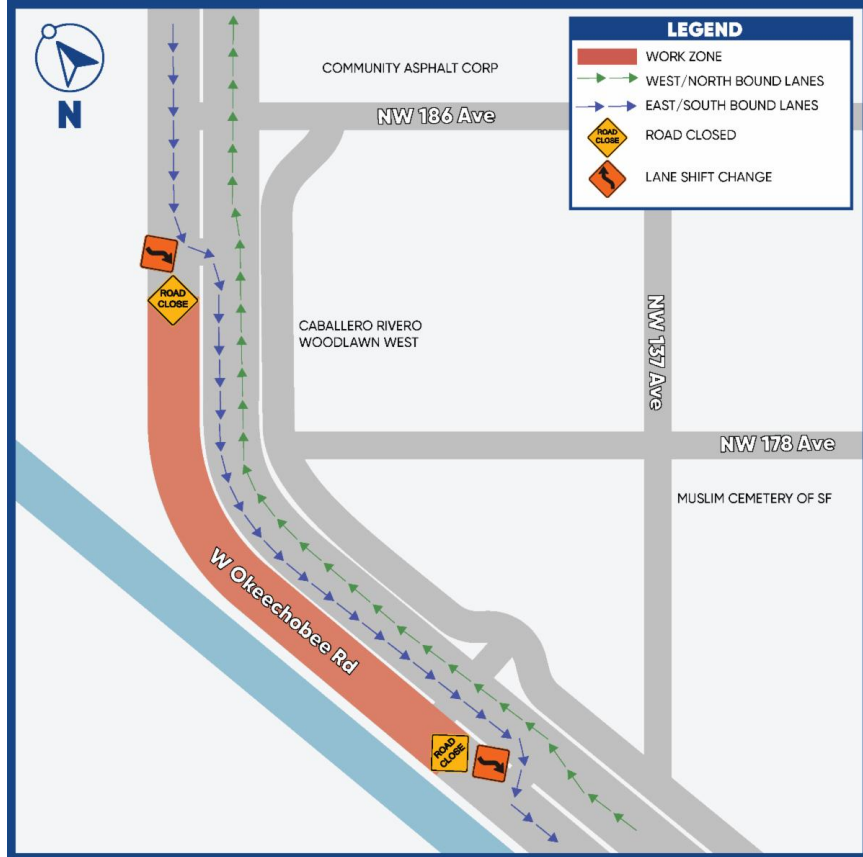 LEGEND
WORK ZONE
WEST/NORTH BOUND LANES
EAST/SOUTH BOUND LANES
ROAD
CLOSE
ROAD CLOSED
LANE SHIFT CHANGE
N
COMMUNITY ASPHALT CORP
NW 186 Ave
ROAD
CLOSE
CABALLERO RIVERO
WOODLAWN WEST
NW 137 Ave
NW 178 Ave
MUSLIM CEMETERY OF SF
W Okeechobee Rd
ROAD
CLOSE